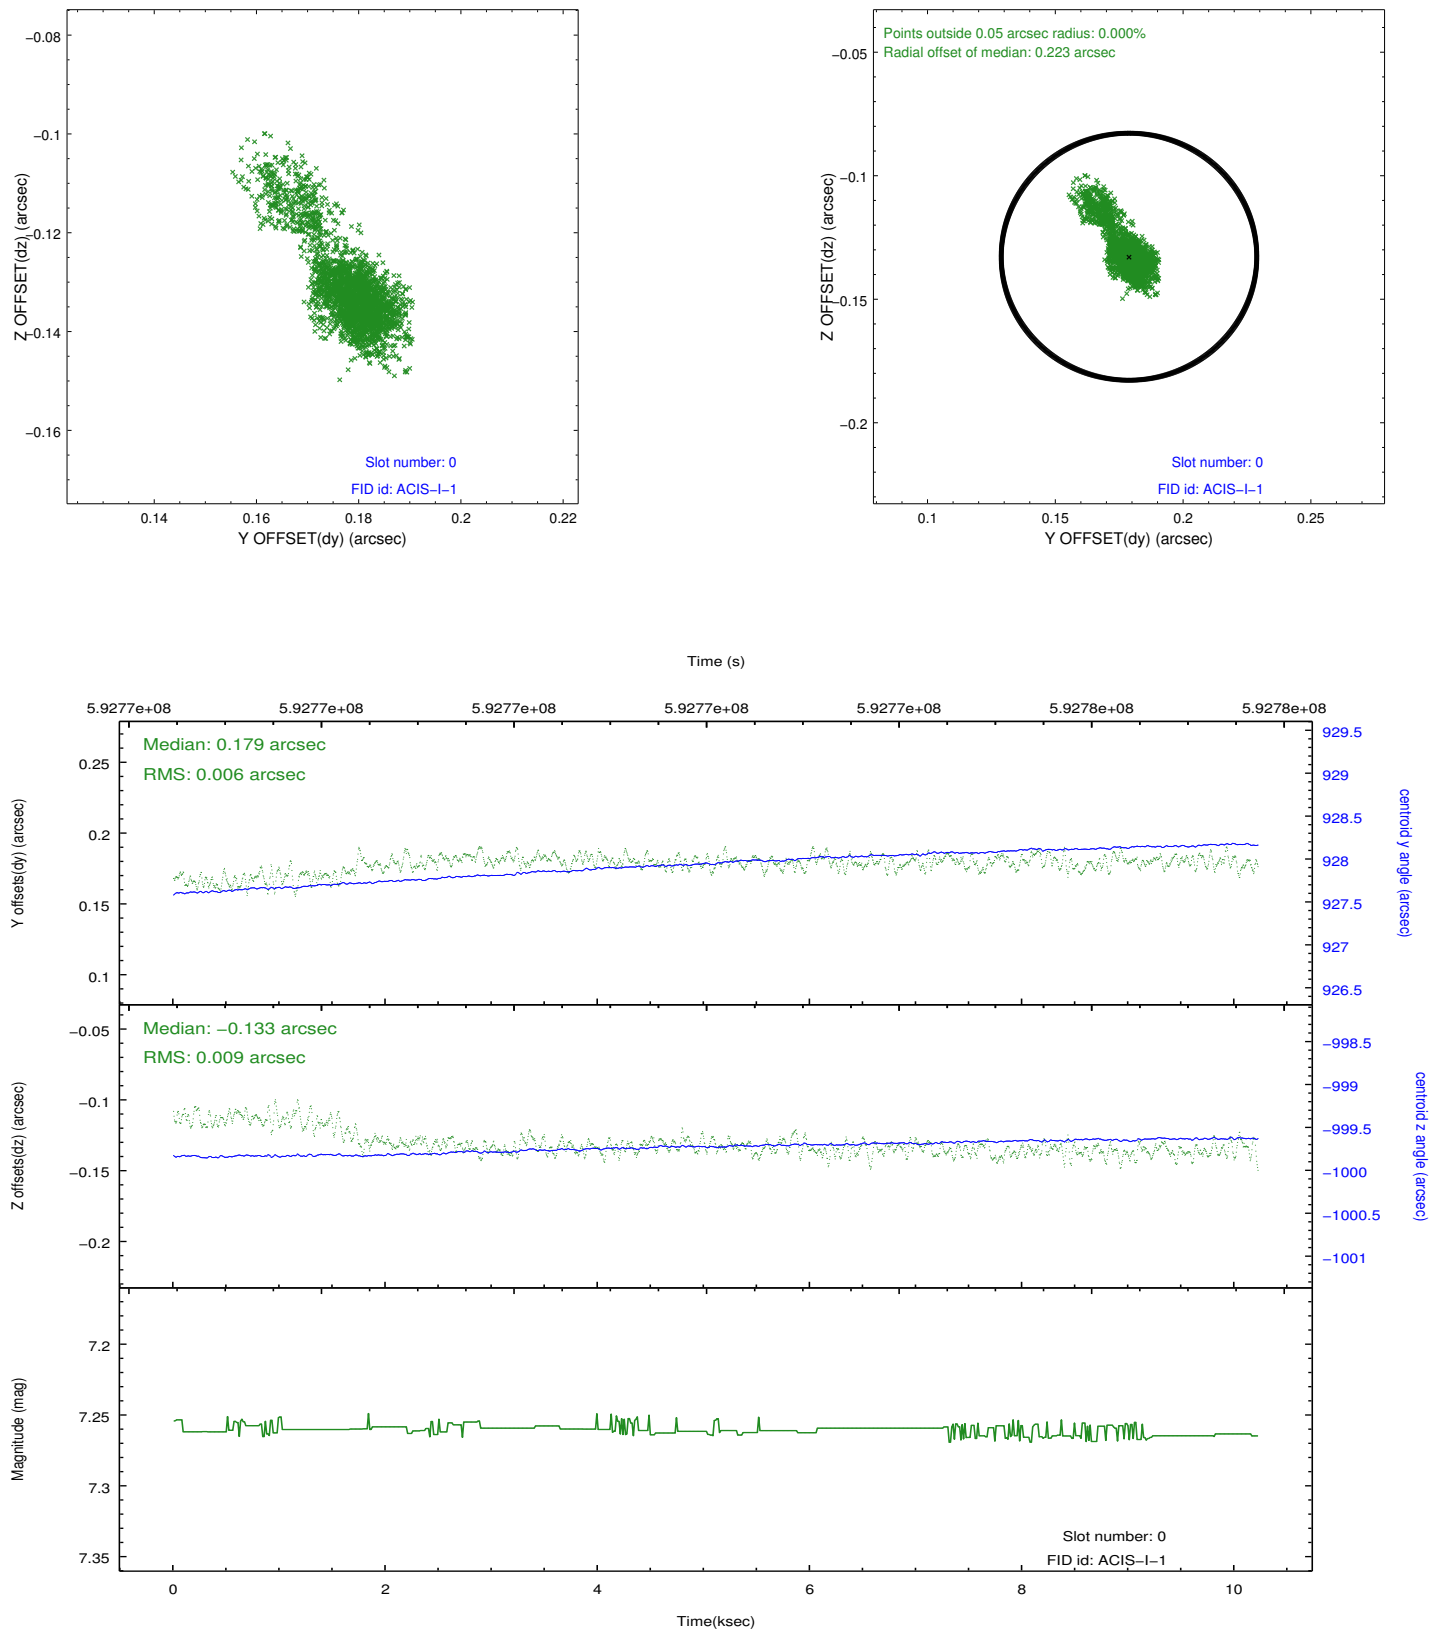 −0.08
−0.1
−0.12
−0.14
−0.16
Z OFFSET(dz) (arcsec)
Slot number: 0
FID id: ACIS−I−1
0.14 0.16 0.18 0.2 0.22
Y OFFSET(dy) (arcsec)
Points outside 0.05 arcsec radius: 0.000%
Radial offset of median: 0.223 arcsec
−0.05
−0.1
−0.15
−0.2
Z OFFSET(dz) (arcsec)
Slot number: 0
FID id: ACIS−I−1
0.1 0.15 0.2 0.25
Y OFFSET(dy) (arcsec)
Time (s)
5.9277e+08 5.9277e+08 5.9277e+08 5.9277e+08 5.9277e+08 5.9278e+08 5.9278e+08
Median: 0.179 arcsec
RMS: 0.006 arcsec
0.25
0.2
0.15
0.1
Y offsets(dy) (arcsec)
929.5
929
928.5
928
927.5
927
926.5
centroid y angle (arcsec)
Median: −0.133 arcsec
RMS: 0.009 arcsec
−0.05
−0.1
−0.15
−0.2
Z offsets(dz) (arcsec)
−998.5
−999
−999.5
−1000
−1000.5
−1001
centroid z angle (arcsec)
7.2
7.25
7.3
7.35
Magnitude (mag)
Slot number: 0
FID id: ACIS−I−1
0 2 4 6 8 10
Time(ksec)